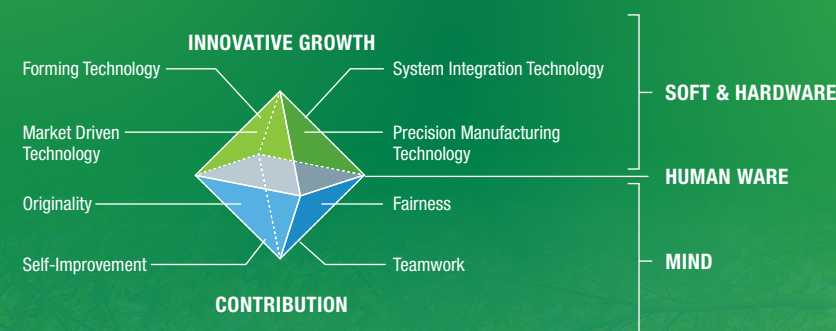 INNOVATIVE GROWTH
Forming Technology
System Integration Technology
SOFT & HARDWARE
Market Driven
Technology
Precision Manufacturing
Technology
HUMAN WARE
Originality
Fairness
Self-Improvement
Teamwork
MIND
CONTRIBUTION